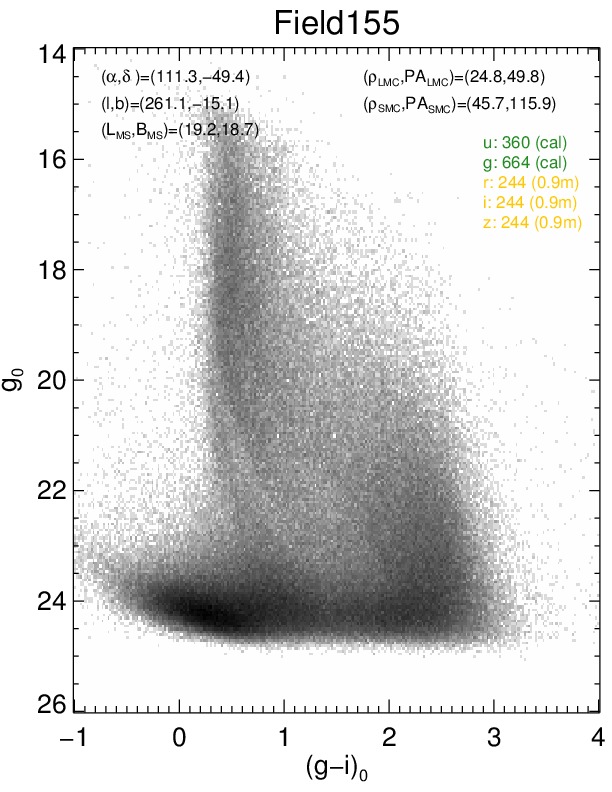 Field155
(α,δ )=(111.3,−49.4)
(ρLMC,PALMC)=(24.8,49.8)
(l,b)=(261.1,−15.1)
(ρSMC,PASMC)=(45.7,115.9)
(LMS,BMS)=(19.2,18.7)
u: 360 (cal)
g: 664 (cal)
r: 244 (0.9m)
i: 244 (0.9m)
z: 244 (0.9m)
14
16
18
20
22
24
26
g0
−1 0 1 2 3 4
(g−i)0